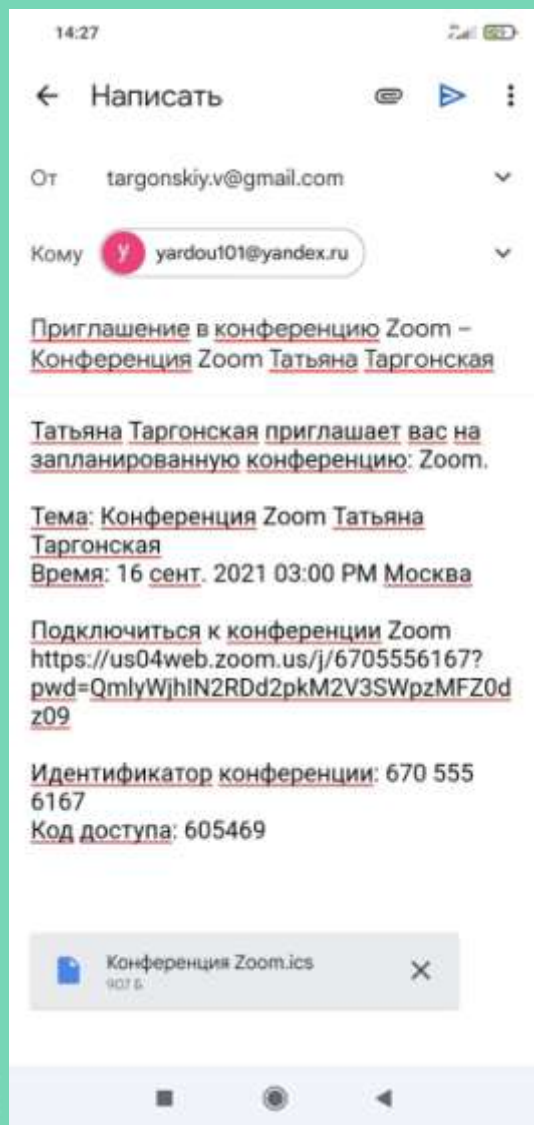 14:27
Написать
От targonskiy.v@gmail.com
Кому y yardou101@yandex.ru
Приглашение в конференцию Zoom –
Конференция Zoom Татьяна Таргонская
Татьяна Таргонская приглашает вас на
запланированную конференцию: Zoom.
Тема: Конференция Zoom Татьяна
Таргонская
Время: 16 сент. 2021 03:00 PM Москва
Подключиться к конференции Zoom
https://us04web.zoom.us/j/6705556167?
pwd=QmlyWjhIN2RDd2pkM2V3SWpzMFZ0d
z09
Идентификатор конференции: 670 555
6167
Код доступа: 605469
Конференция Zoom.ics
907 Б